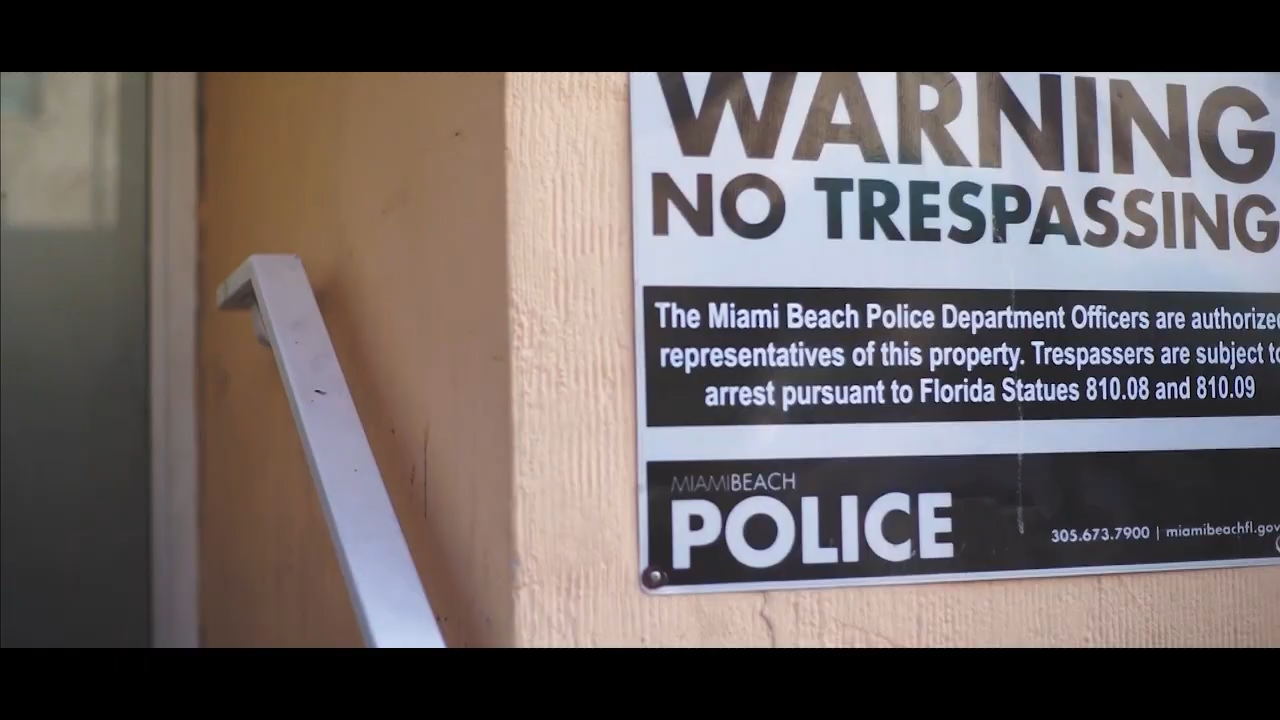 WARNING
NO TRESPASSING
The Miami Beach Police Department Officers are authorized
representatives of this property. Trespassers are subject to
arrest pursuant to Florida Statues 810.08 and 810.09
MIAMIBEACH
POLICE
305.673.7900 | miamibeachfl.gov